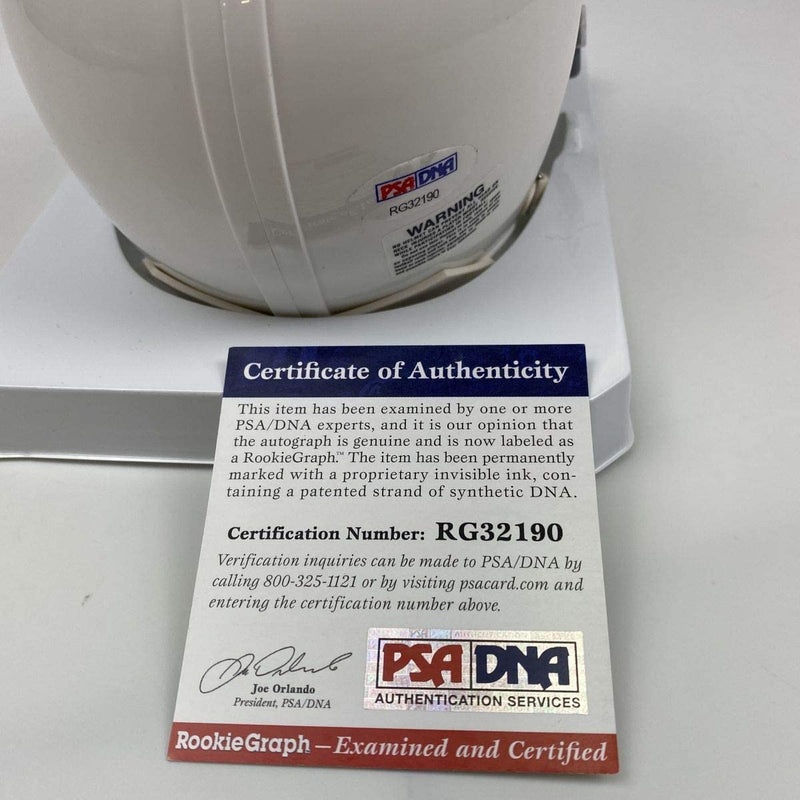 PSA DNA
RG32190
WARNING
Certificate of Authenticity
This item has been examined by one or more
PSA/DNA experts, and it is our opinion that
the autograph is genuine and is now labeled as
a RookieGraph.™ The item has been permanently
marked with a proprietary invisible ink, con-
taining a patented strand of synthetic DNA.
Certification Number: RG32190
Verification inquiries can be made to PSA/DNA by
calling 800-325-1121 or by visiting psacard.com and
entering the certification number above.
Joe Orlando
President, PSA/DNA
PSA DNA
AUTHENTICATION SERVICES
RookieGraph – Examined and Certified